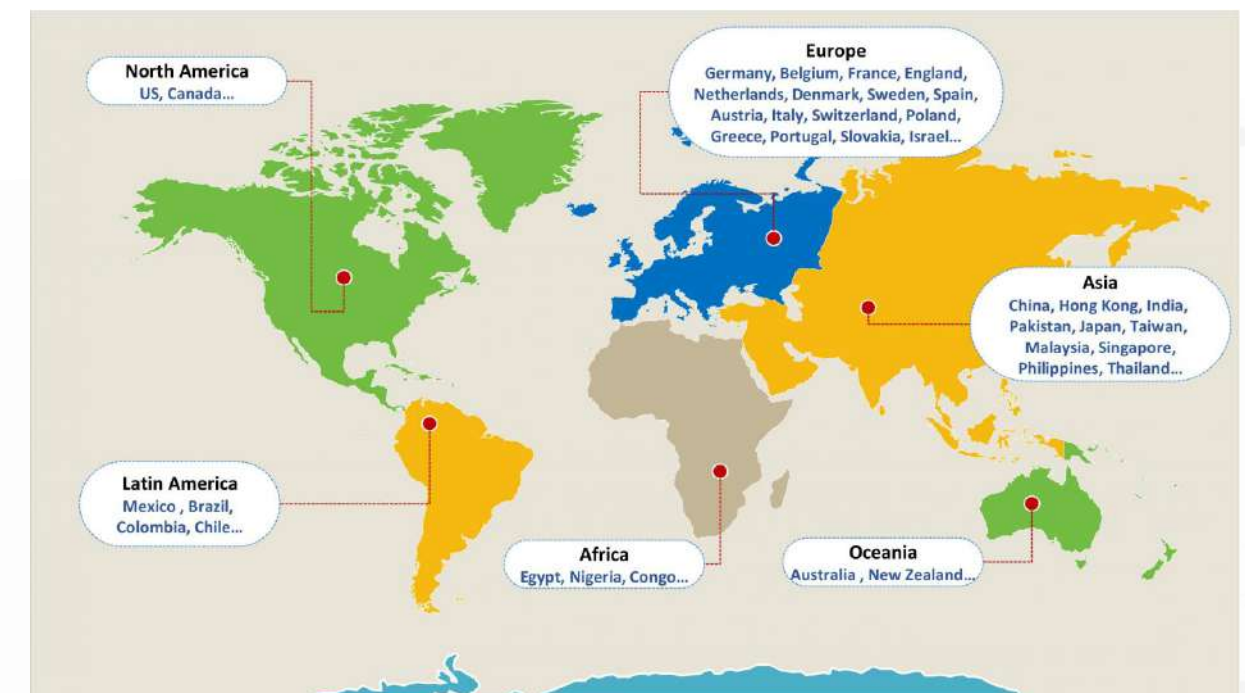 North America
US, Canada...
Europe
Germany, Belgium, France, England,
Netherlands, Denmark, Sweden, Spain,
Austria, Italy, Switzerland, Poland,
Greece, Portugal, Slovakia, Israel...
Asia
China, Hong Kong, India,
Pakistan, Japan, Taiwan,
Malaysia, Singapore,
Philippines, Thailand...
Latin America
Mexico , Brazil,
Colombia, Chile...
Africa
Egypt, Nigeria, Congo...
Oceania
Australia , New Zealand...